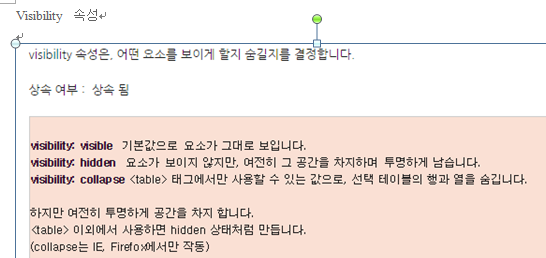 Visibility 속성
visibility 속성은, 어떤 요소를 보이게 할지 숨길지를 결정합니다.
상속 여부 : 상속 됨
visibility: visible 기본값으로 요소가 그대로 보입니다.
visibility: hidden 요소가 보이지 않지만, 여전히 그 공간을 차지하며 투명하게 남습니다.
visibility: collapse <table> 태그에서만 사용할 수 있는 값으로, 선택 테이블의 행과 열을 숨깁니다.
하지만 여전히 투명하게 공간을 차지 합니다.
<table> 이외에서 사용하면 hidden 상태처럼 만듭니다.
(collapse는 IE, Firefox에서만 작동)